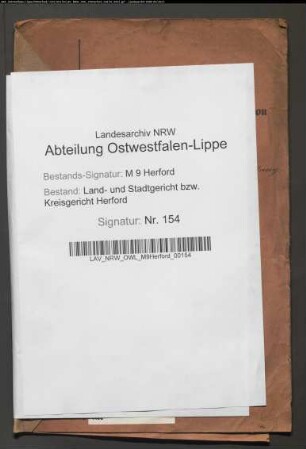 Landesarchiv NRW
Abteilung Ostwestfalen-Lippe
Bestands-Signatur: M 9 Herford
Bestand: Land- und Stadtgericht bzw.
Kreisgericht Herford
Signatur: Nr. 154
LAV_NRW_OWL_M9Herford_00154